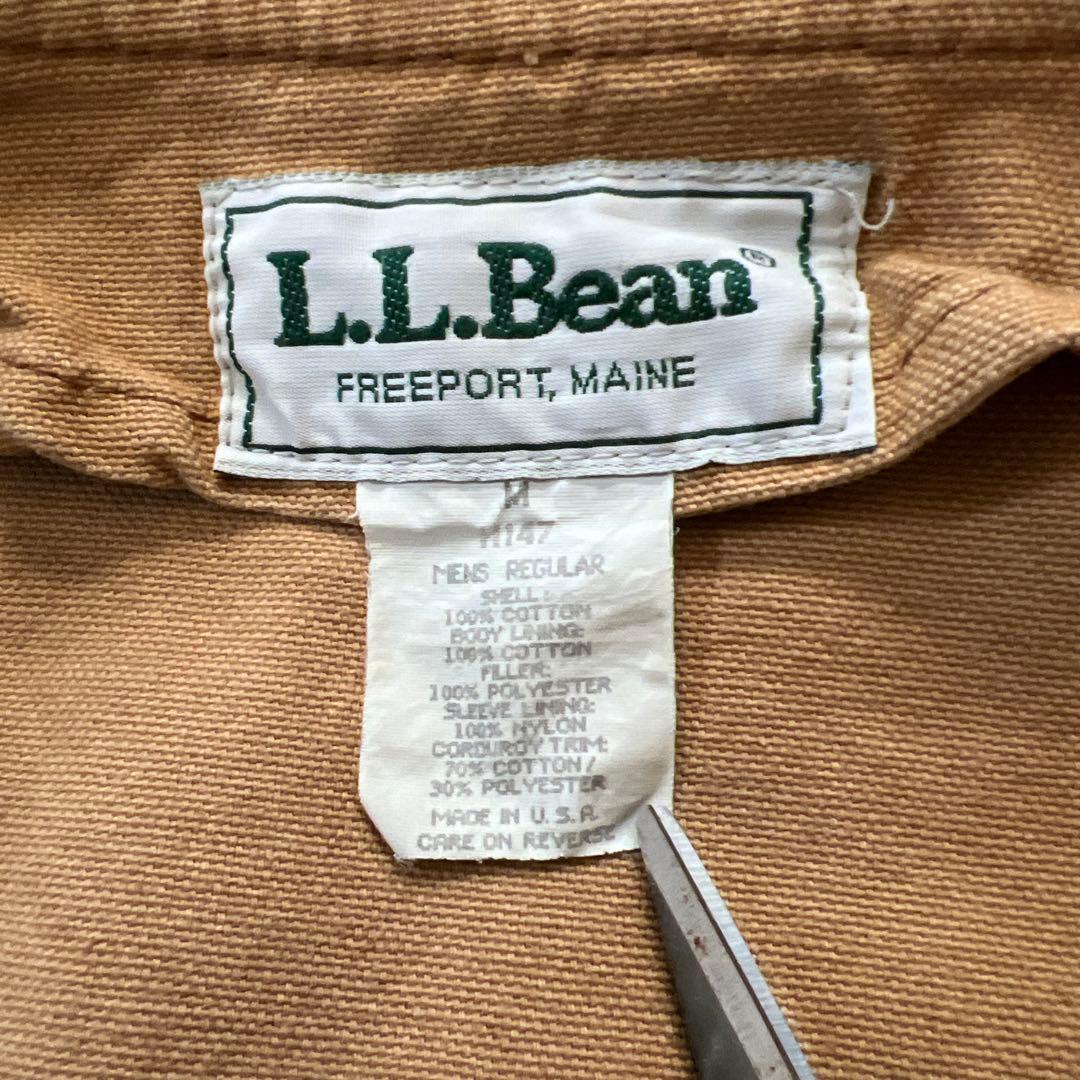 L.L.Bean®
FREEPORT, MAINE
M
M147
MENS REGULAR
SHELL:
100% COTTON
BODY LINING:
100% COTTON
FILLER:
100% POLYESTER
SLEEVE LINING:
100% NYLON
CORDUROY TRIM:
70% COTTON/
30% POLYESTER
MADE IN U.S.A.
CARE ON REVERSE